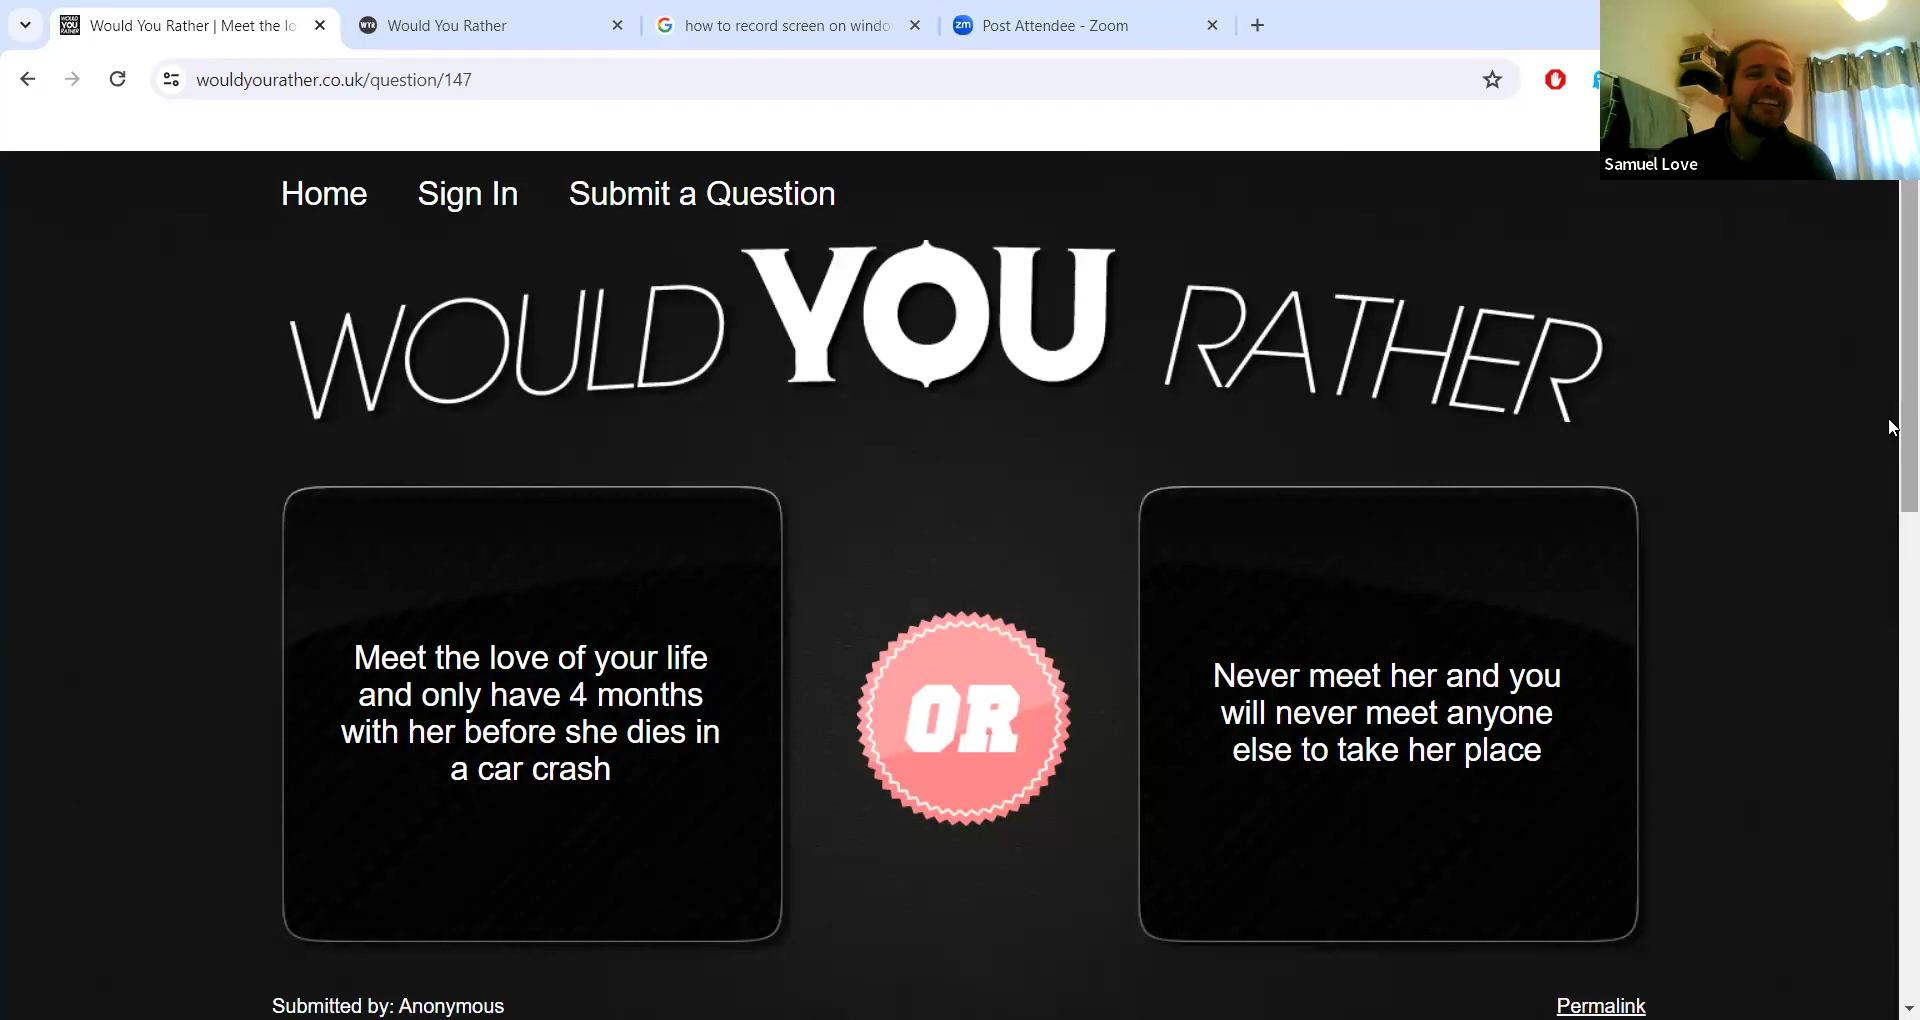 Would You Rather | Meet the lo
Would You Rather
how to record screen on windo
Post Attendee - Zoom
wouldyourather.co.uk/question/147
Samuel Love
Home Sign In Submit a Question
WOULD YOU RATHER
Meet the love of your life
and only have 4 months
with her before she dies in
a car crash
OR
Never meet her and you
will never meet anyone
else to take her place
Submitted by: Anonymous
Permalink